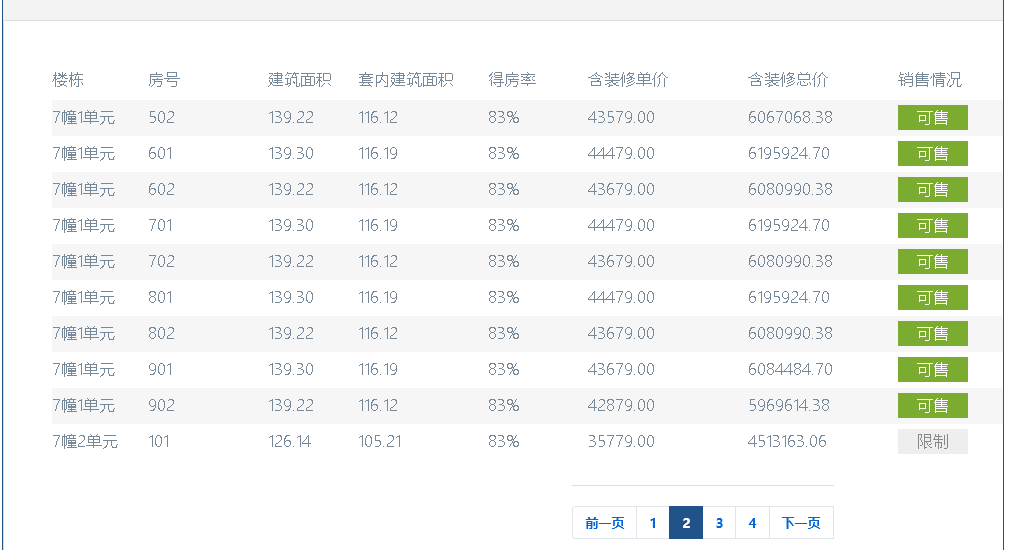 楼栋 房号 建筑面积 套内建筑面积 得房率 含装修单价 含装修总价 销售情况
7幢1单元 502 139.22 116.12 83% 43579.00 6067068.38 可售
7幢1单元 601 139.30 116.19 83% 44479.00 6195924.70 可售
7幢1单元 602 139.22 116.12 83% 43679.00 6080990.38 可售
7幢1单元 701 139.30 116.19 83% 44479.00 6195924.70 可售
7幢1单元 702 139.22 116.12 83% 43679.00 6080990.38 可售
7幢1单元 801 139.30 116.19 83% 44479.00 6195924.70 可售
7幢1单元 802 139.22 116.12 83% 43679.00 6080990.38 可售
7幢1单元 901 139.30 116.19 83% 43679.00 6084484.70 可售
7幢1单元 902 139.22 116.12 83% 42879.00 5969614.38 可售
7幢2单元 101 126.14 105.21 83% 35779.00 4513163.06 限制
前一页 1 2 3 4 下一页